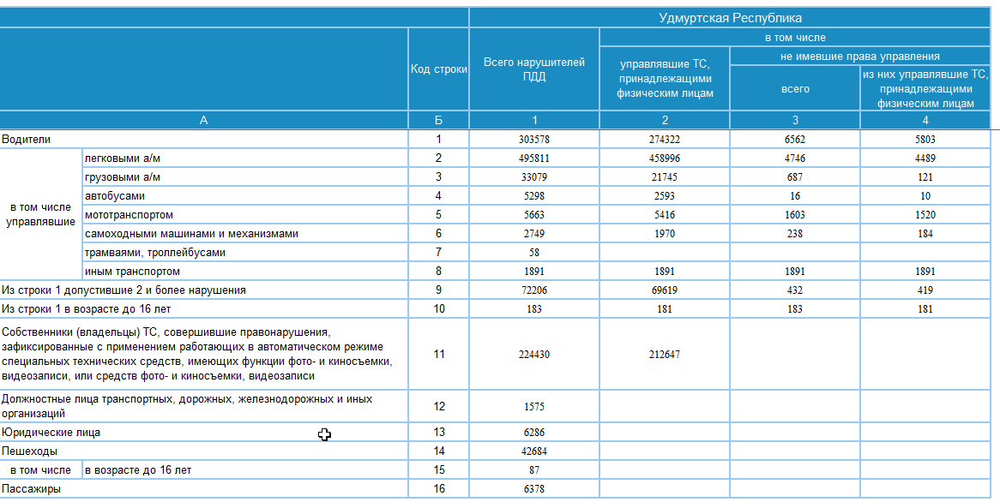 Удмуртская Республика
в том числе
не имевшие права управления
Код строки
Всего нарушителей
ПДД
управлявшие ТС,
принадлежащими
физическим лицам
всего
из них управлявшие ТС,
принадлежащими
физическим лицам
А Б 1 2 3 4
Водители 1 303578 274322 6562 5803
в том числе
управлявшие
легковыми а/м 2 495811 458996 4746 4489
грузовыми а/м 3 33079 21745 687 121
автобусами 4 5298 2593 16 10
мототранспортом 5 5663 5416 1603 1520
самоходными машинами и механизмами 6 2749 1970 238 184
трамваями, троллейбусами 7 58
иным транспортом 8 1891 1891 1891 1891
Из строки 1 допустившие 2 и более нарушения 9 72206 69619 432 419
Из строки 1 в возрасте до 16 лет 10 183 181 183 181
Собственники (владельцы) ТС, совершившие правонарушения,
зафиксированные с применением работающих в автоматическом режиме
специальных технических средств, имеющих функции фото- и киносъемки,
видеозаписи, или средств фото- и киносъемки, видеозаписи
11 224430 212647
Должностные лица транспортных, дорожных, железнодорожных и иных
организаций
12 1575
Юридические лица 13 6286
Пешеходы 14 42684
в том числе в возрасте до 16 лет 15 87
Пассажиры 16 6378